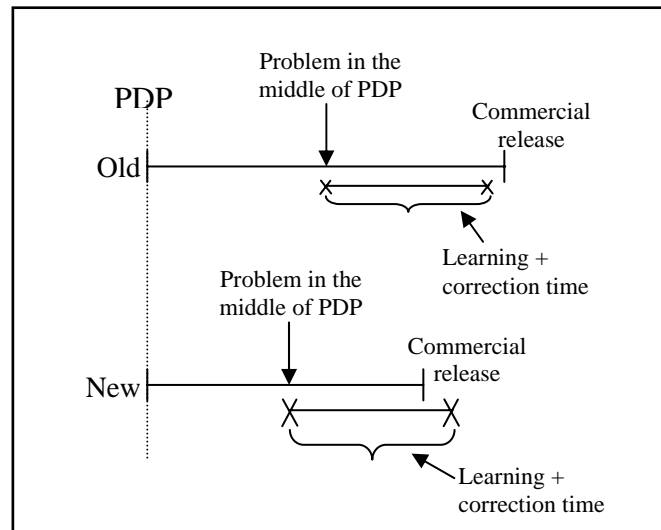 Problem in the
middle of PDP
PDP
Commercial
release
Old
Learning +
correction time
Problem in the
middle of PDP
Commercial
release
New
Learning +
correction time